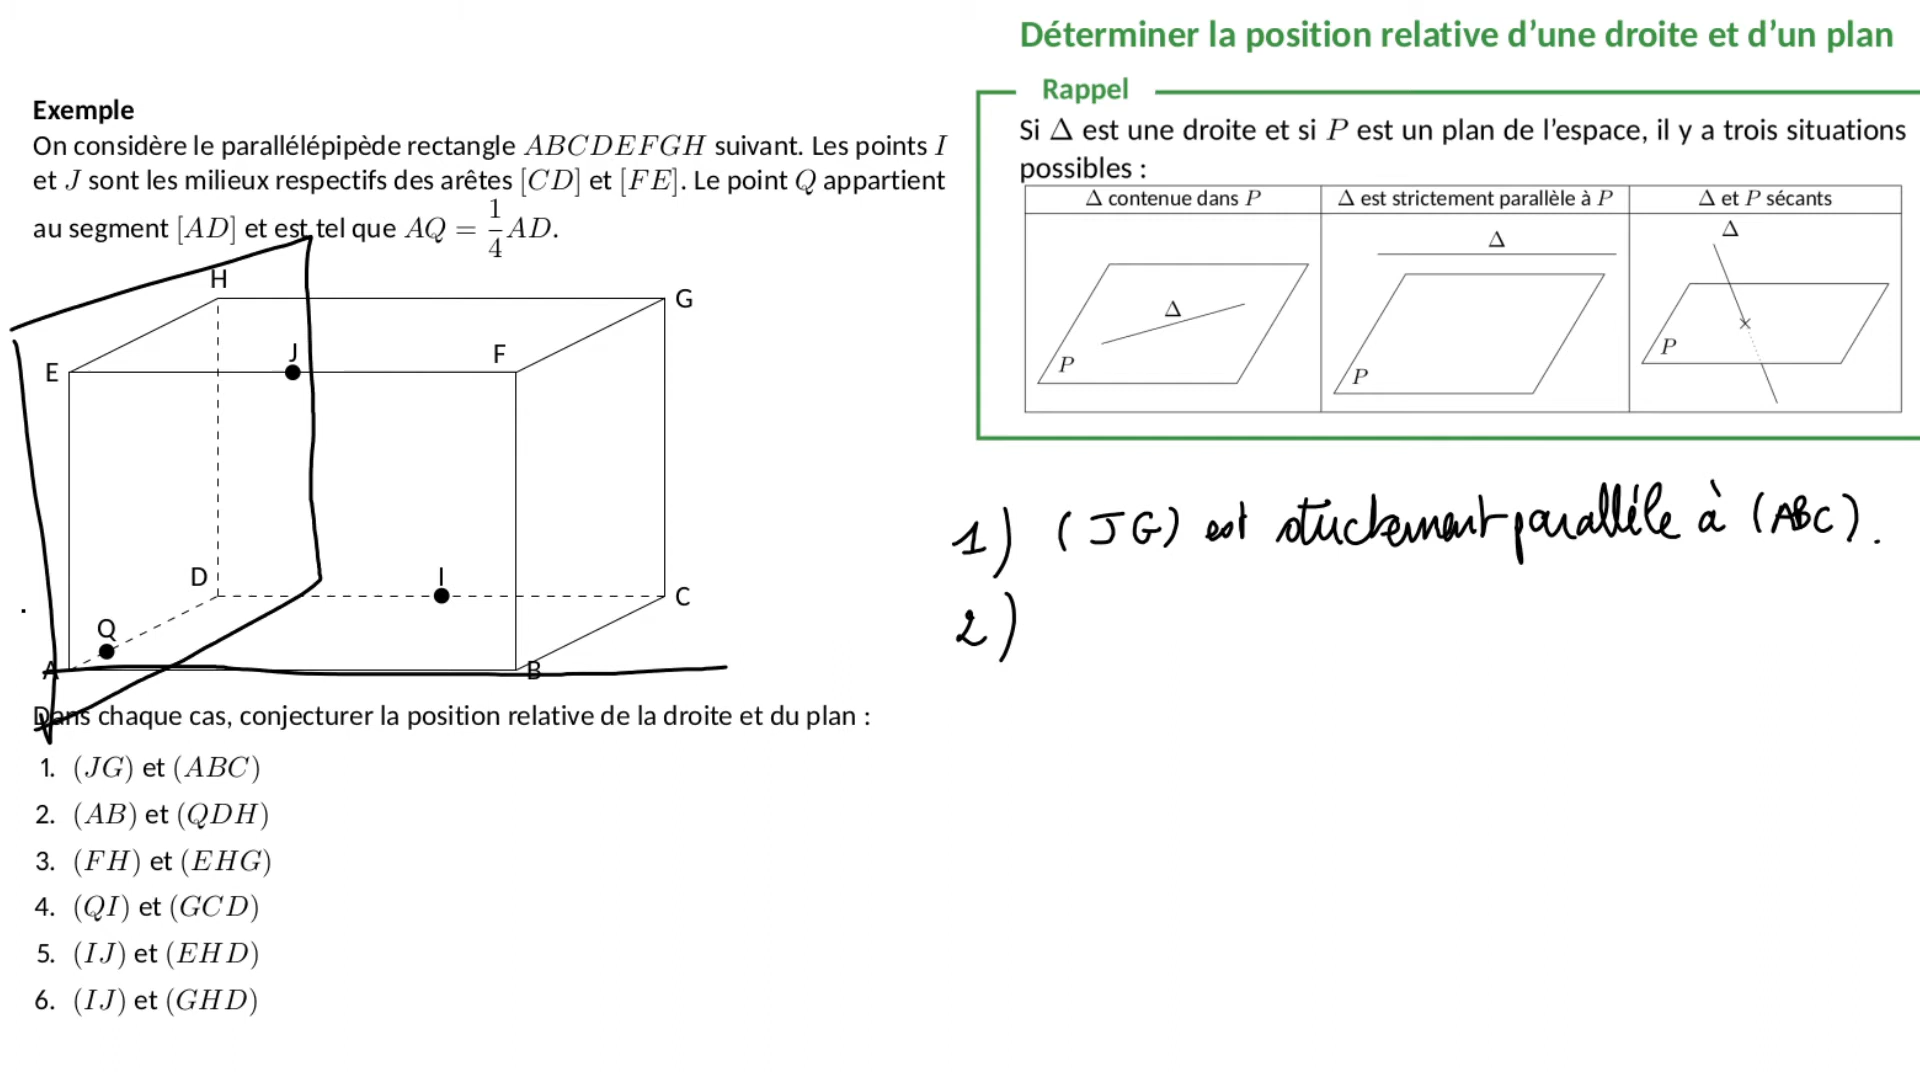 Déterminer la position relative d'une droite et d'un plan
Exemple
On considère le parallélépipède rectangle ABCDEFGH suivant. Les points I
et J sont les milieux respectifs des arêtes [CD] et [FE]. Le point Q appartient
au segment [AD] et est tel que AQ = 1/4 AD.
H
G
E
J
F
D
I
C
Q
A
B
Dans chaque cas, conjecturer la position relative de la droite et du plan :
1. (JG) et (ABC)
2. (AB) et (QDH)
3. (FH) et (EHG)
4. (QI) et (GCD)
5. (IJ) et (EHD)
6. (IJ) et (GHD)
Rappel
Si Δ est une droite et si P est un plan de l'espace, il y a trois situations
possibles :
Δ contenue dans P
Δ est strictement parallèle à P
Δ et P sécants
Δ
P
Δ
P
Δ
P
1) (JG) est strictement parallèle à (ABC).
2)